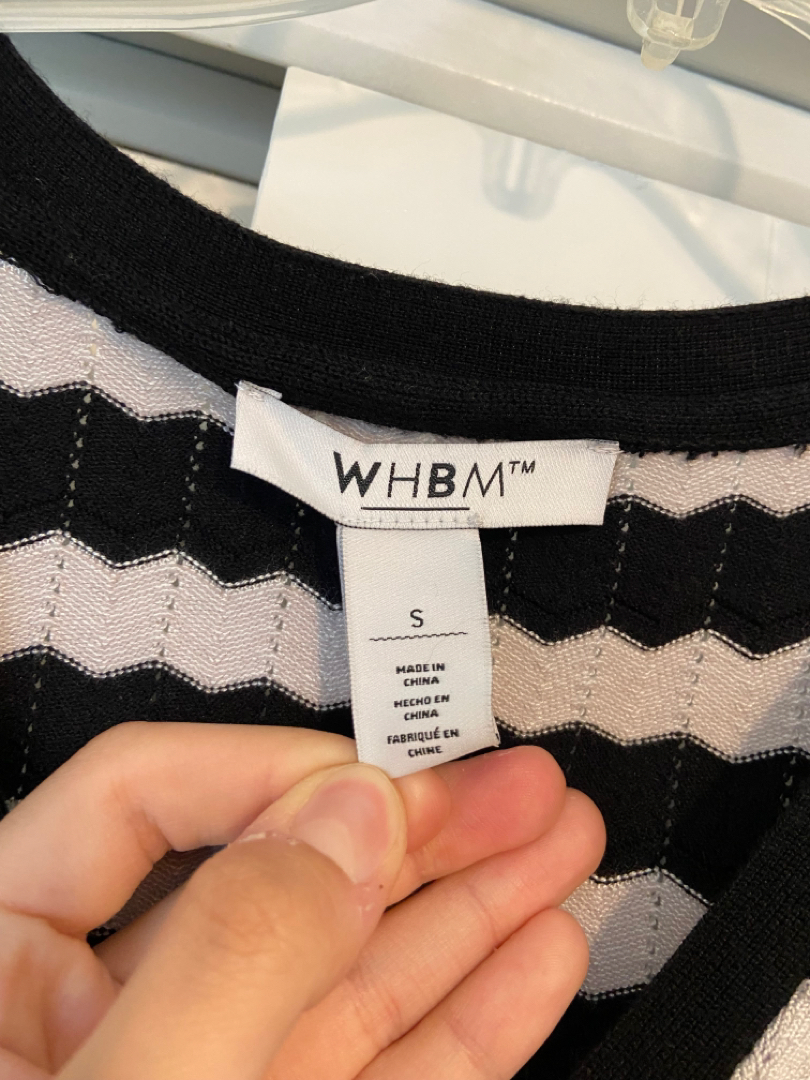 WHBM™
S
MADE IN
CHINA
HECHO EN
CHINA
FABRIQUÉ EN
CHINE